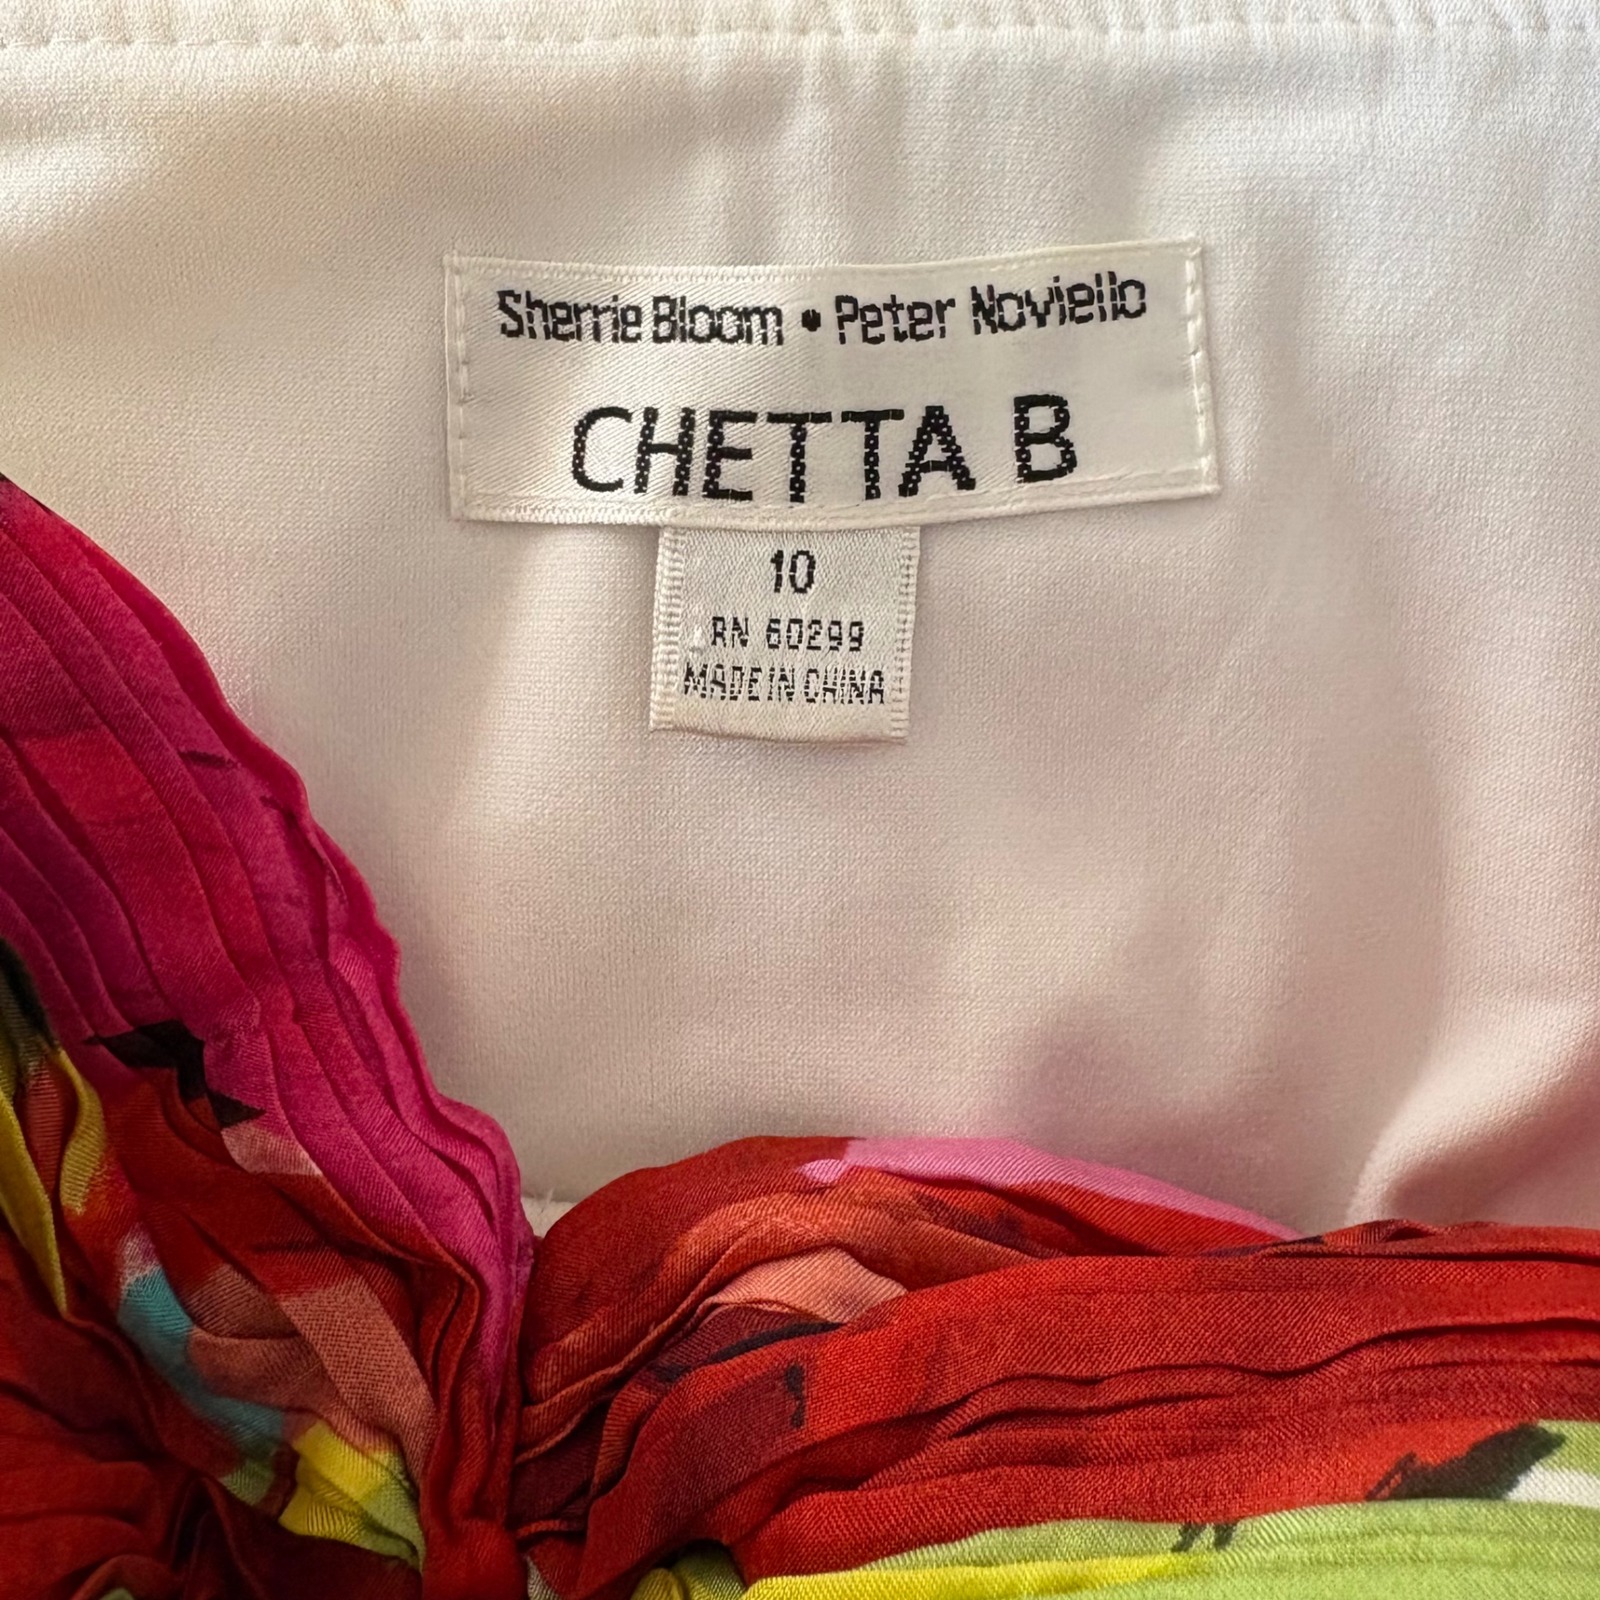 Sherrie Bloom • Peter Noviello
CHETTA B
10
RN 60299
MADE IN CHINA